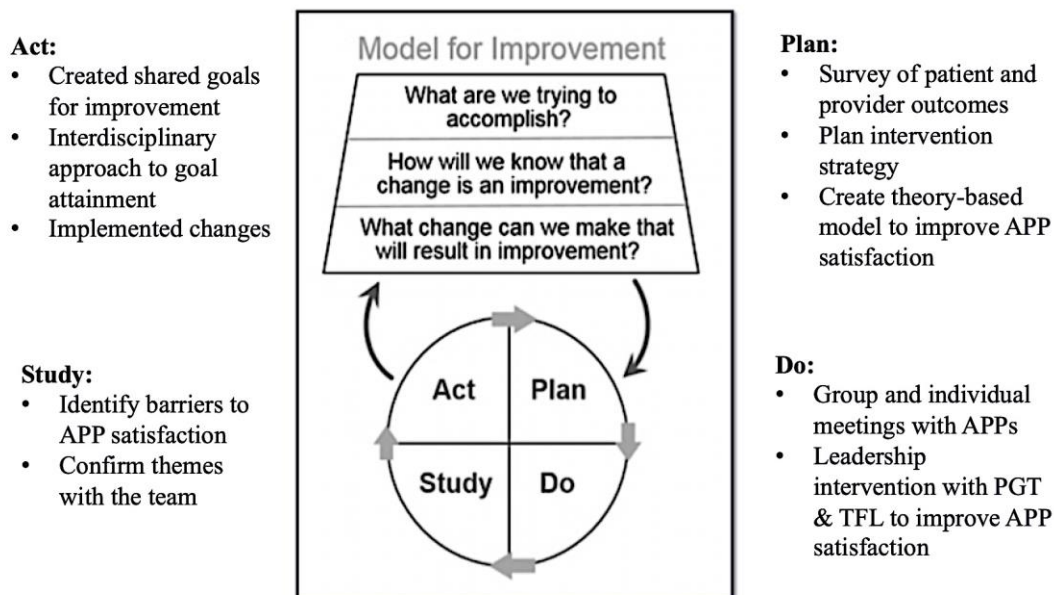 Act:
• Created shared goals
for improvement
• Interdisciplinary
approach to goal
attainment
• Implemented changes
Study:
• Identify barriers to
APP satisfaction
• Confirm themes
with the team
Model for Improvement
What are we trying to
accomplish?
How will we know that a
change is an improvement?
What change can we make that
will result in improvement?
Act
Plan
Study
Do
Plan:
• Survey of patient and
provider outcomes
• Plan intervention
strategy
• Create theory-based
model to improve APP
satisfaction
Do:
• Group and individual
meetings with APPs
• Leadership
intervention with PGT
& TFL to improve APP
satisfaction